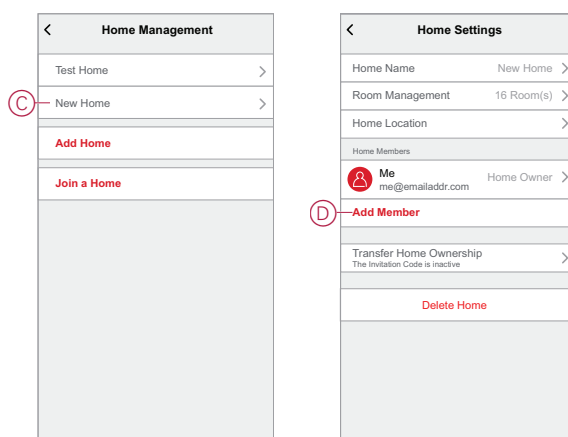 Home Management
Test Home
C
New Home
Add Home
Join a Home
Home Settings
Home Name New Home
Room Management 16 Room(s)
Home Location
Home Members
Me
me@emailaddr.com
Home Owner
D
Add Member
Transfer Home Ownership
The Invitation Code is inactive
Delete Home